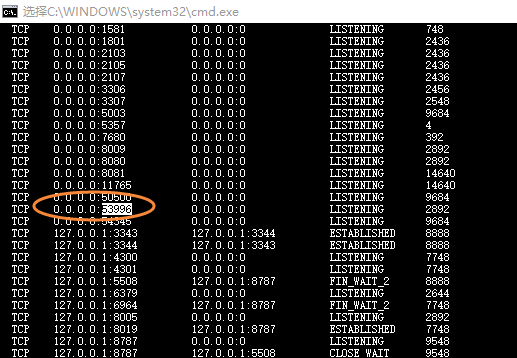 选择C:\WINDOWS\system32\cmd.exe
TCP 0.0.0.0:1581 0.0.0.0:0 LISTENING 748
TCP 0.0.0.0:1801 0.0.0.0:0 LISTENING 2436
TCP 0.0.0.0:2103 0.0.0.0:0 LISTENING 2436
TCP 0.0.0.0:2105 0.0.0.0:0 LISTENING 2436
TCP 0.0.0.0:2107 0.0.0.0:0 LISTENING 2436
TCP 0.0.0.0:3306 0.0.0.0:0 LISTENING 2456
TCP 0.0.0.0:3307 0.0.0.0:0 LISTENING 2548
TCP 0.0.0.0:5003 0.0.0.0:0 LISTENING 9684
TCP 0.0.0.0:5357 0.0.0.0:0 LISTENING 4
TCP 0.0.0.0:7680 0.0.0.0:0 LISTENING 392
TCP 0.0.0.0:8009 0.0.0.0:0 LISTENING 2892
TCP 0.0.0.0:8080 0.0.0.0:0 LISTENING 2892
TCP 0.0.0.0:8081 0.0.0.0:0 LISTENING 14640
TCP 0.0.0.0:11765 0.0.0.0:0 LISTENING 14640
TCP 0.0.0.0:50500 0.0.0.0:0 LISTENING 9684
TCP 0.0.0.0:53996 0.0.0.0:0 LISTENING 2892
TCP 0.0.0.0:54345 0.0.0.0:0 LISTENING 9684
TCP 127.0.0.1:3343 127.0.0.1:3344 ESTABLISHED 8888
TCP 127.0.0.1:3344 127.0.0.1:3343 ESTABLISHED 8888
TCP 127.0.0.1:4300 0.0.0.0:0 LISTENING 7748
TCP 127.0.0.1:4301 0.0.0.0:0 LISTENING 7748
TCP 127.0.0.1:5508 127.0.0.1:8787 FIN_WAIT_2 8888
TCP 127.0.0.1:6379 0.0.0.0:0 LISTENING 2644
TCP 127.0.0.1:6964 127.0.0.1:8787 FIN_WAIT_2 7748
TCP 127.0.0.1:8005 0.0.0.0:0 LISTENING 2892
TCP 127.0.0.1:8019 127.0.0.1:8787 ESTABLISHED 7748
TCP 127.0.0.1:8787 0.0.0.0:0 LISTENING 9548
TCP 127.0.0.1:8787 127.0.0.1:5508 CLOSE_WAIT 9548